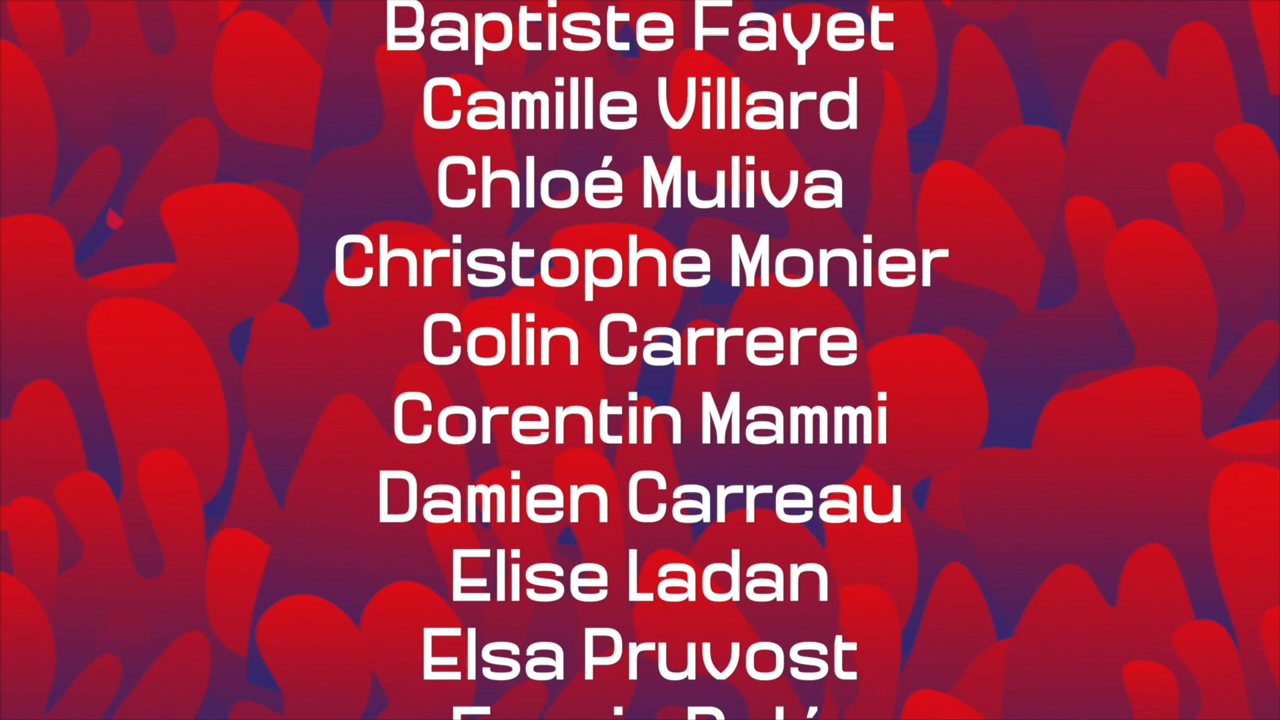 Baptiste Fayet
Camille Villard
Chloé Muliva
Christophe Monier
Colin Carrere
Corentin Mammi
Damien Carreau
Elise Ladan
Elsa Pruvost